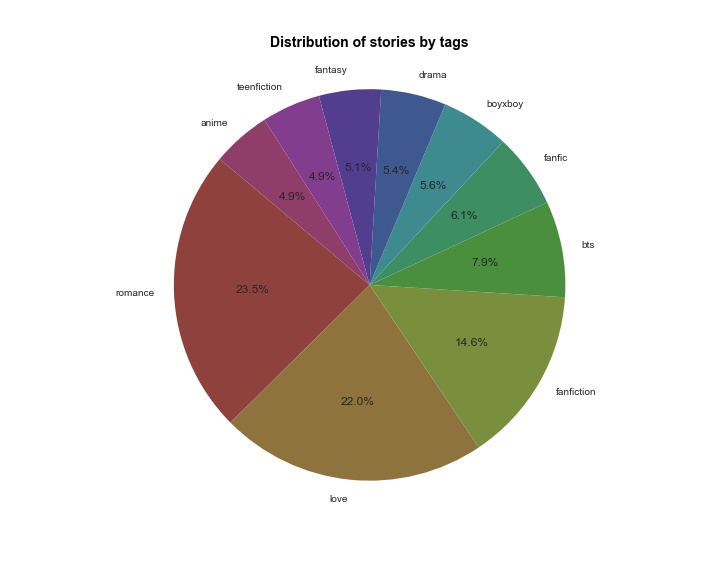 Distribution of stories by tags
fantasy
drama
teenfiction
boyxboy
anime
fanfic
5.1%
5.4%
4.9%
5.6%
4.9%
6.1%
bts
7.9%
romance
23.5%
14.6%
fanfiction
22.0%
love